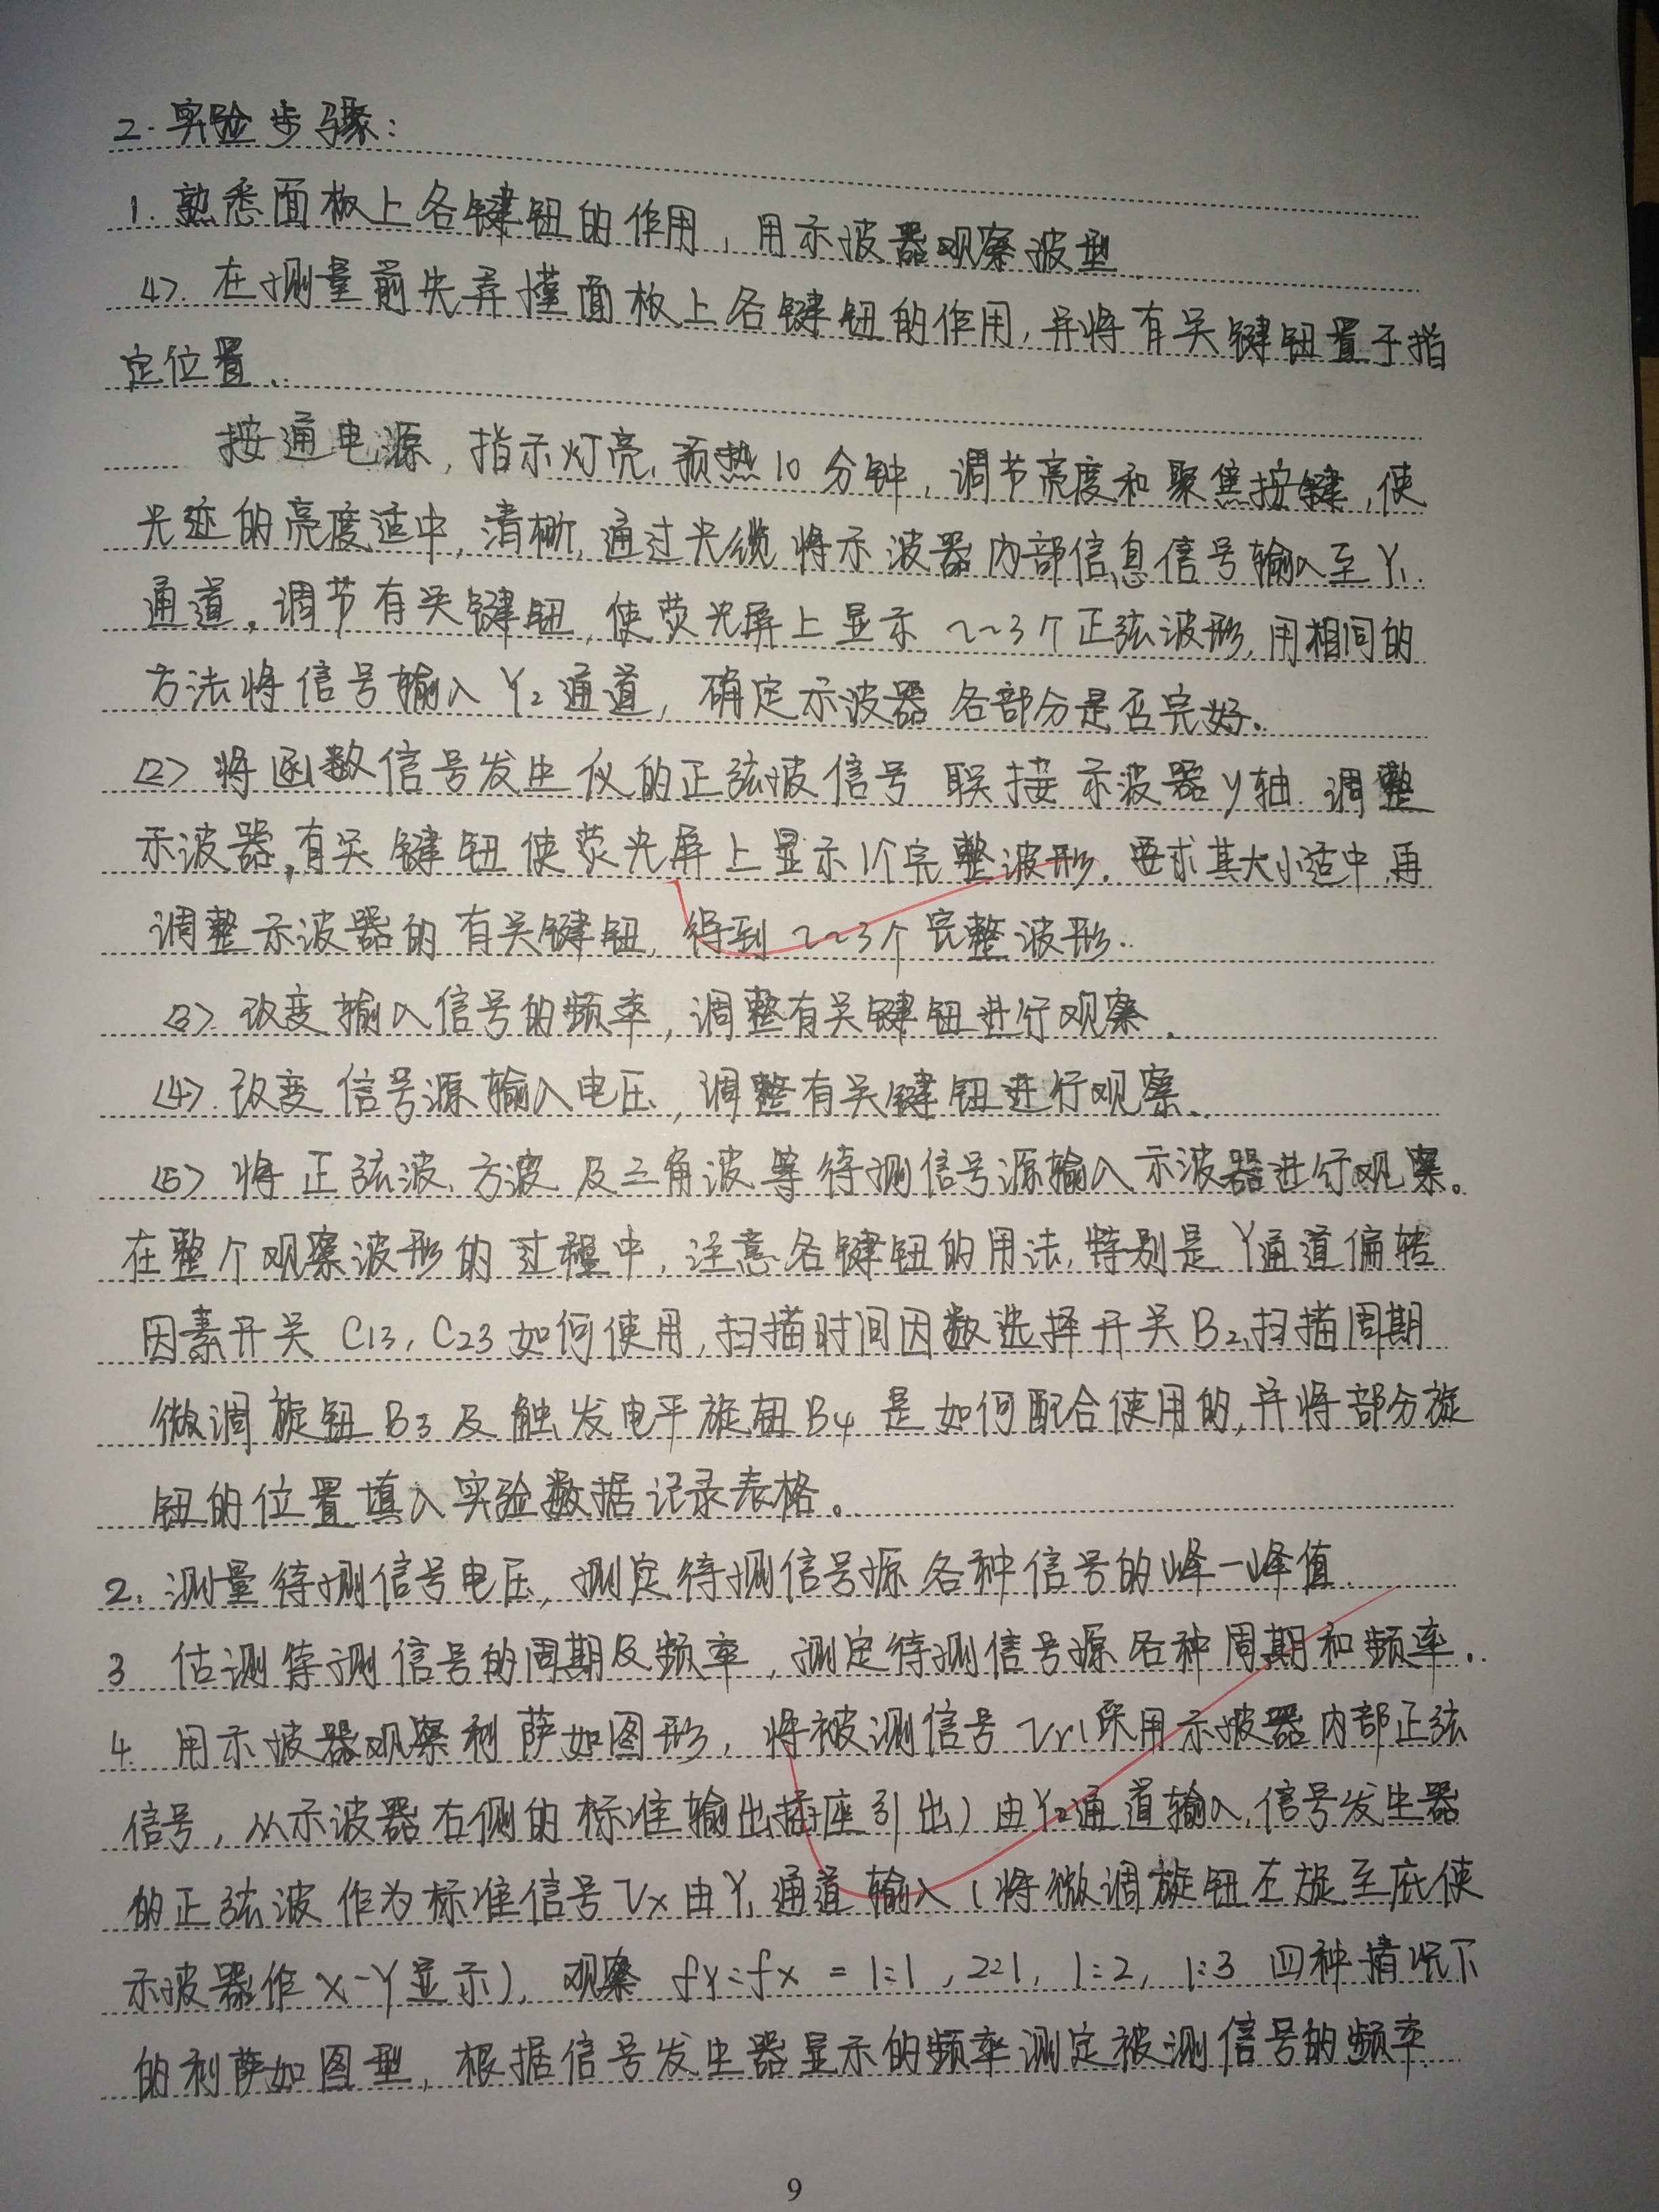 2. 实验步骤:
1. 熟悉面板上各键钮的作用，用示波器观察波型.
<1>. 在测量前先弄懂面板上各键钮的作用,并将有关键钮置于指
定位置.
按通电源,指示灯亮,预热10分钟,调节亮度和聚焦按键,使
光迹的亮度适中,清晰,通过光缆将示波器内部信息信号输入至Y1
通道。调节有关键钮,使荧光屏上显示2~3个正弦波形,用相同的
方法将信号输入Y2通道,确定示波器各部分是否完好.
<2> 将函数信号发生仪的正弦波信号联接示波器y轴.调整
示波器,有关键钮使荧光屏上显示1个完整波形.要求其大小适中,再
调整示波器的有关键钮,得到2~3个完整波形.
<3>. 改变输入信号的频率,调整有关键钮进行观察.
<4>. 改变信号源输入电压,调整有关键钮进行观察.
<5> 将正弦波、方波及三角波等待测信号源输入示波器进行观察。
在整个观察波形的过程中,注意各键钮的用法,特别是Y通道偏转
因素开关C13,C23如何使用,扫描时间因数选择开关B2,扫描周期
微调旋钮B3及触发电平旋钮B4是如何配合使用的,并将部分旋
钮的位置填入实验数据记录表格。
2. 测量待测信号电压,测定待测信号源各种信号的峰-峰值.
3 估测待测信号的周期及频率,测定待测信号源各种周期和频率.
4. 用示波器观察利萨如图形,将被测信号采用示波器内部正弦
信号,从示波器右侧的标准输出插座引出)由Y2通道输入,信号发生器
的正弦波作为标准信号Vx由Y1通道输入(将微调旋钮左旋至底使
示波器作X-Y显示),观察fy:fx=1:1,2:1,1:2,1:3四种情况下
的利萨如图型,根据信号发生器显示的频率测定被测信号的频率.
9